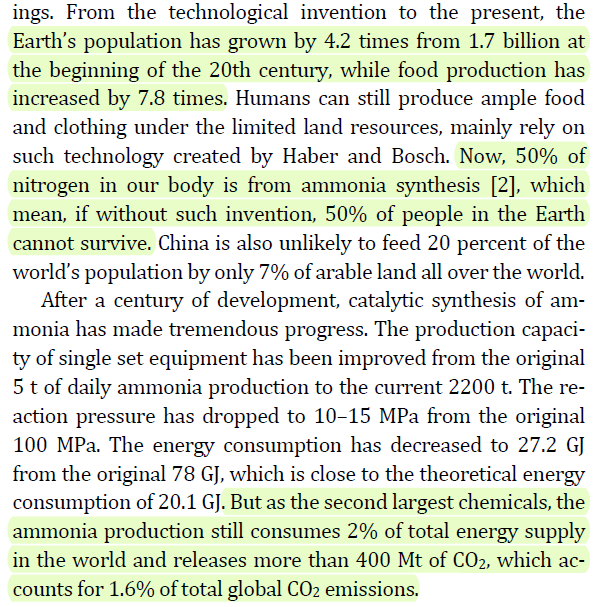 ings. From the technological invention to the present, the
Earth's population has grown by 4.2 times from 1.7 billion at
the beginning of the 20th century, while food production has
increased by 7.8 times. Humans can still produce ample food
and clothing under the limited land resources, mainly rely on
such technology created by Haber and Bosch. Now, 50% of
nitrogen in our body is from ammonia synthesis [2], which
mean, if without such invention, 50% of people in the Earth
cannot survive. China is also unlikely to feed 20 percent of the
world's population by only 7% of arable land all over the world.
After a century of development, catalytic synthesis of am-
monia has made tremendous progress. The production capaci-
ty of single set equipment has been improved from the original
5 t of daily ammonia production to the current 2200 t. The re-
action pressure has dropped to 10–15 MPa from the original
100 MPa. The energy consumption has decreased to 27.2 GJ
from the original 78 GJ, which is close to the theoretical energy
consumption of 20.1 GJ. But as the second largest chemicals, the
ammonia production still consumes 2% of total energy supply
in the world and releases more than 400 Mt of CO₂, which ac-
counts for 1.6% of total global CO₂ emissions.